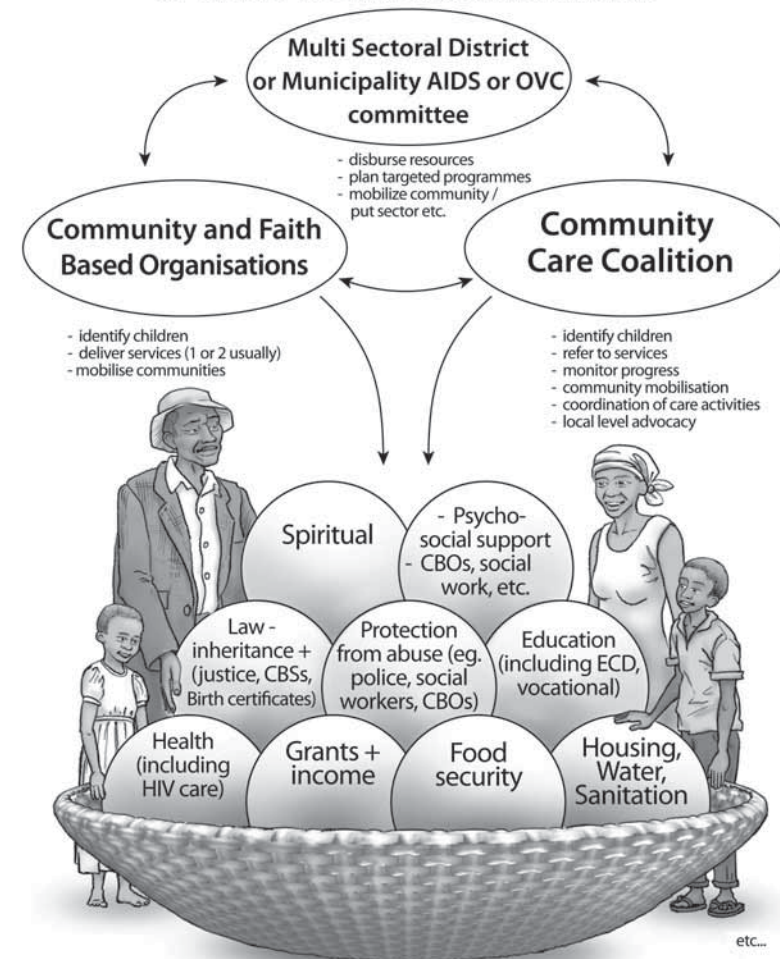 Multi Sectoral District
or Municipality AIDS or OVC
committee
- disburse resources
- plan targeted programmes
- mobilize community /
put sector etc.
Community and Faith
Based Organisations
Community
Care Coalition
- identify children
- deliver services (1 or 2 usually)
- mobilise communities
- identify children
- refer to services
- monitor progress
- community mobilisation
- coordination of care activities
- local level advocacy
Spiritual
- Psycho-
social support
- CBOs, social
work, etc.
Law -
inheritance +
(justice, CBSs,
Birth certificates)
Protection
from abuse (eg.
police, social
workers, CBOs)
Education
(including ECD,
vocational)
Health
(including
HIV care)
Grants +
income
Food
security
Housing,
Water,
Sanitation
etc...